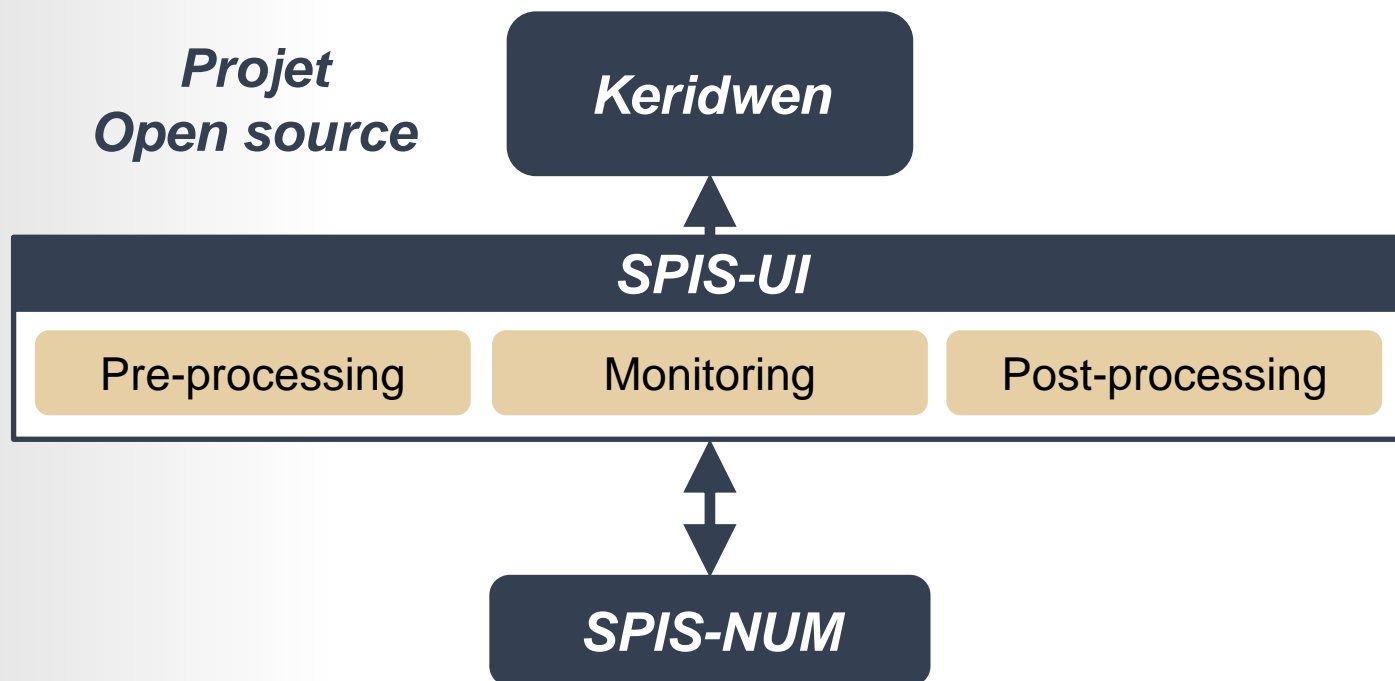 Projet
Open source
Keridwen
SPIS-UI
Pre-processing
Monitoring
Post-processing
SPIS-NUM